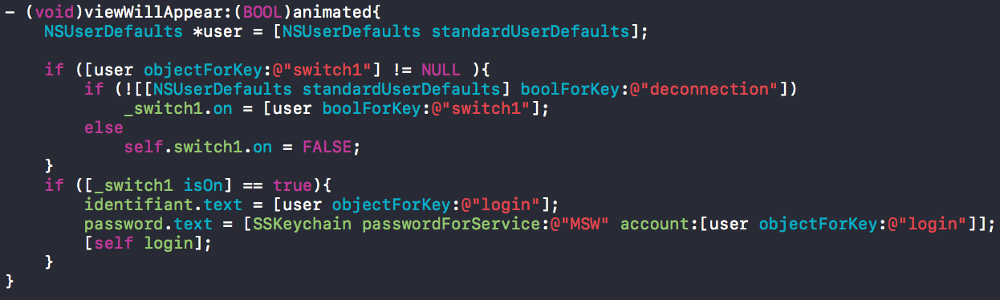 - (void)viewWillAppear:(BOOL)animated{
    NSUserDefaults *user = [NSUserDefaults standardUserDefaults];

    if ([user objectForKey:@"switch1"] != NULL ){
        if (![[NSUserDefaults standardUserDefaults] boolForKey:@"deconnection"])
            _switch1.on = [user boolForKey:@"switch1"];
        else
            self.switch1.on = FALSE;
    }
    if ([_switch1 isOn] == true){
        identifiant.text = [user objectForKey:@"login"];
        password.text = [SSKeychain passwordForService:@"MSW" account:[user objectForKey:@"login"]];
        [self login];
    }
}